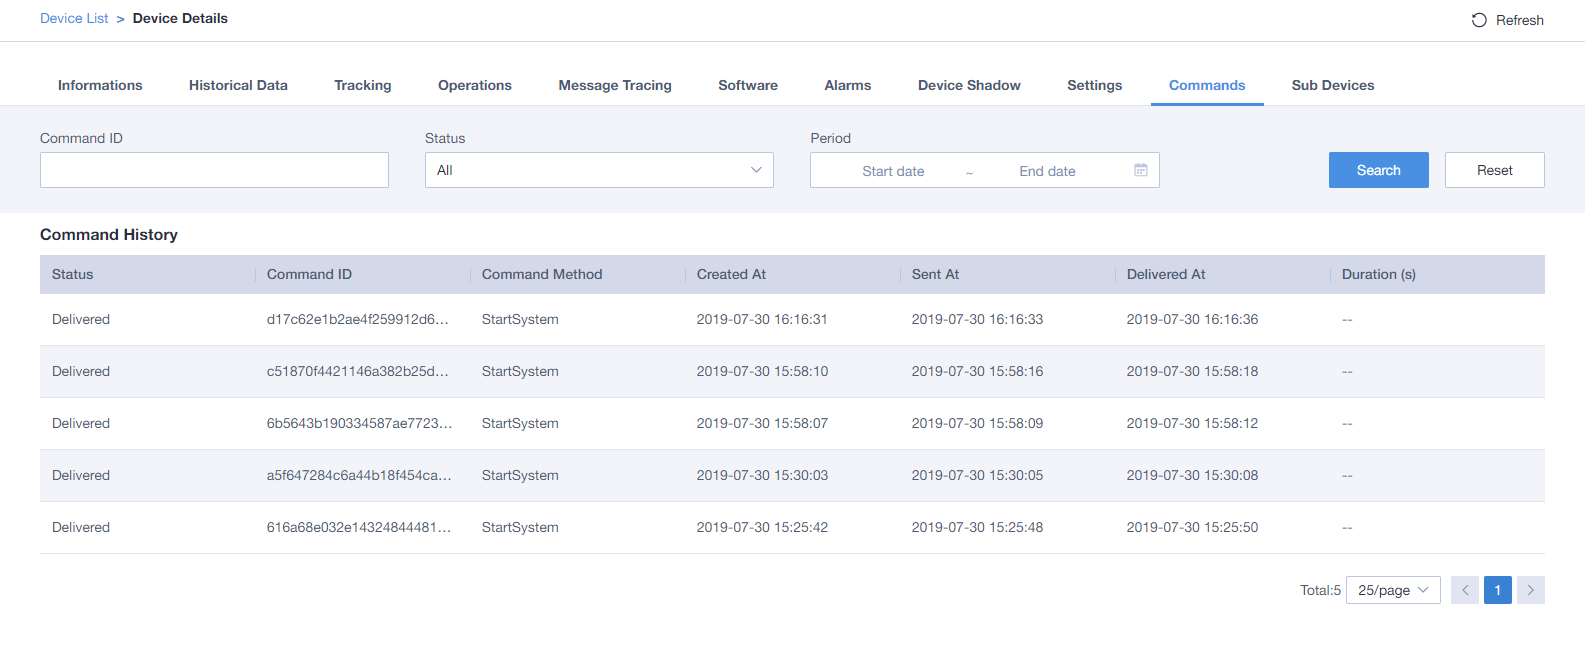 Device List > Device Details
Refresh
Informations Historical Data Tracking Operations Message Tracing Software Alarms Device Shadow Settings Commands Sub Devices
Command ID Status Period
All Start date ~ End date Search Reset
Command History
Status Command ID Command Method Created At Sent At Delivered At Duration (s)
Delivered d17c62e1b2ae4f259912d6... StartSystem 2019-07-30 16:16:31 2019-07-30 16:16:33 2019-07-30 16:16:36 --
Delivered c51870f4421146a382b25d... StartSystem 2019-07-30 15:58:10 2019-07-30 15:58:16 2019-07-30 15:58:18 --
Delivered 6b5643b190334587ae7723... StartSystem 2019-07-30 15:58:07 2019-07-30 15:58:09 2019-07-30 15:58:12 --
Delivered a5f647284c6a44b18f454ca... StartSystem 2019-07-30 15:30:03 2019-07-30 15:30:05 2019-07-30 15:30:08 --
Delivered 616a68e032e14324844481... StartSystem 2019-07-30 15:25:42 2019-07-30 15:25:48 2019-07-30 15:25:50 --
Total:5 25/page < 1 >